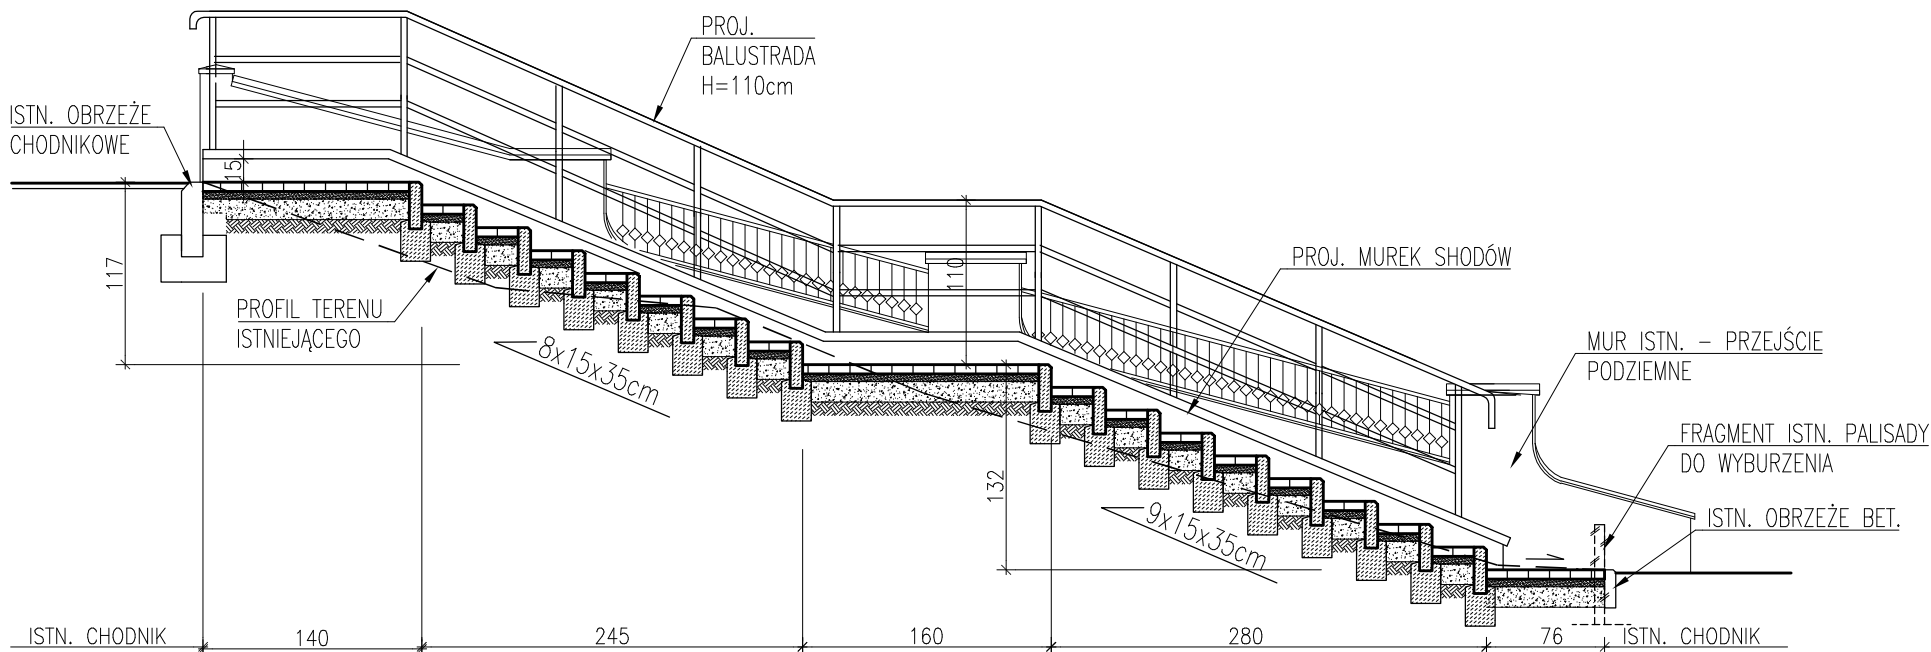 PROJ.
BALUSTRADA
H=110cm
ISTN. OBRZEŻE
CHODNIKOWE
15
117
PROFIL TERENU
ISTNIEJĄCEGO
8x15x35cm
110
PROJ. MUREK SHODÓW
MUR ISTN. – PRZEJŚCIE
PODZIEMNE
132
9x15x35cm
FRAGMENT ISTN. PALISADY
DO WYBURZENIA
ISTN. OBRZEŻE BET.
ISTN. CHODNIK
140
245
160
280
76
ISTN. CHODNIK